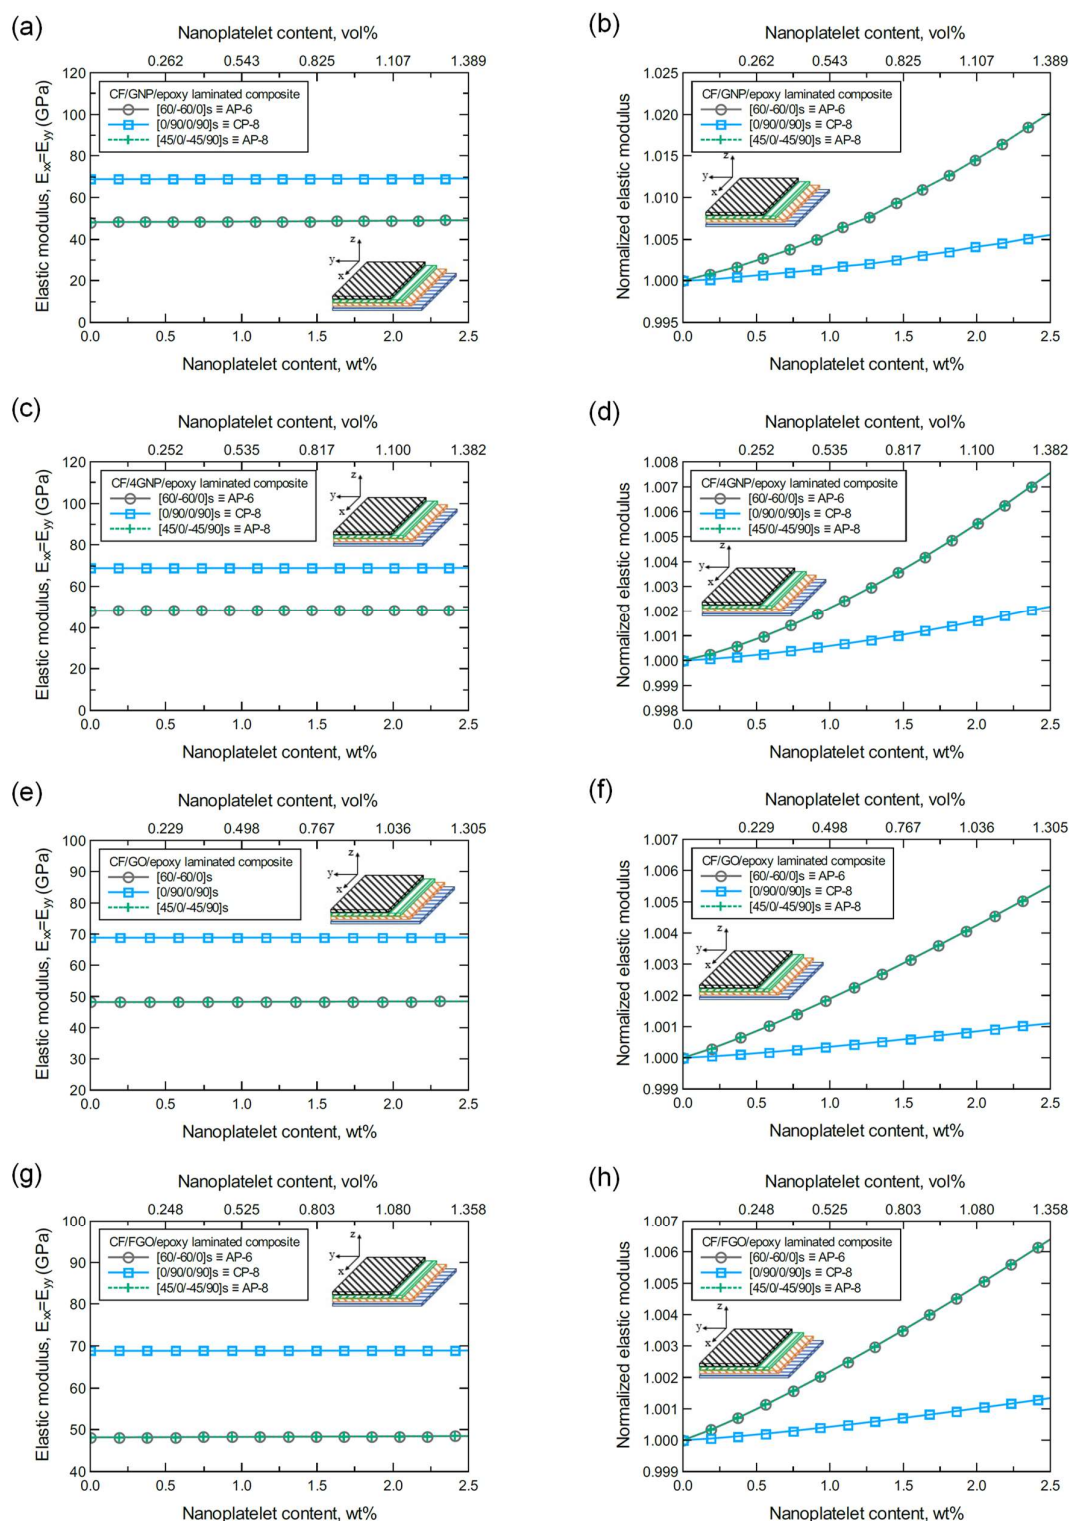 (a)
Nanoplatelet content, vol%
0.262 0.543 0.825 1.107 1.389
120
100
80
70
60
40
20
0
Elastic modulus, Exx=Eyy (GPa)
CF/GNP/epoxy laminated composite
[60/-60/0]s ≡ AP-6
[0/90/0/90]s ≡ CP-8
[45/0/-45/90]s ≡ AP-8
z
y
x
0.0 0.5 1.0 1.5 2.0 2.5
Nanoplatelet content, wt%
(b)
Nanoplatelet content, vol%
0.262 0.543 0.825 1.107 1.389
1.025
1.020
1.015
1.010
1.005
1.000
0.995
Normalized elastic modulus
CF/GNP/epoxy laminated composite
[60/-60/0]s ≡ AP-6
[0/90/0/90]s ≡ CP-8
[45/0/-45/90]s ≡ AP-8
z
y
x
0.0 0.5 1.0 1.5 2.0 2.5
Nanoplatelet content, wt%
(c)
Nanoplatelet content, vol%
0.252 0.535 0.817 1.100 1.382
120
100
80
70
60
40
20
0
Elastic modulus, Exx=Eyy (GPa)
CF/4GNP/epoxy laminated composite
[60/-60/0]s ≡ AP-6
[0/90/0/90]s ≡ CP-8
[45/0/-45/90]s ≡ AP-8
z
y
x
0.0 0.5 1.0 1.5 2.0 2.5
Nanoplatelet content, wt%
(d)
Nanoplatelet content, vol%
0.252 0.535 0.817 1.100 1.382
1.008
1.007
1.006
1.004
1.003
1.002
1.001
1.000
0.999
0.998
Normalized elastic modulus
CF/4GNP/epoxy laminated composite
[60/-60/0]s ≡ AP-6
[0/90/0/90]s ≡ CP-8
[45/0/-45/90]s ≡ AP-8
z
y
x
0.0 0.5 1.0 1.5 2.0 2.5
Nanoplatelet content, wt%
(e)
Nanoplatelet content, vol%
0.229 0.498 0.767 1.036 1.305
100
90
80
70
60
50
40
30
20
Elastic modulus, Exx=Eyy (GPa)
CF/GO/epoxy laminated composite
[60/-60/0]s
[0/90/0/90]s
[45/0/-45/90]s
z
y
x
0.0 0.5 1.0 1.5 2.0 2.5
Nanoplatelet content, wt%
(f)
Nanoplatelet content, vol%
0.229 0.498 0.767 1.036 1.305
1.007
1.006
1.005
1.004
1.003
1.002
1.001
1.000
0.999
Normalized elastic modulus
CF/GO/epoxy laminated composite
[60/-60/0]s ≡ AP-6
[0/90/0/90]s ≡ CP-8
[45/0/-45/90]s ≡ AP-8
z
y
x
0.0 0.5 1.0 1.5 2.0 2.5
Nanoplatelet content, wt%
(g)
Nanoplatelet content, vol%
0.248 0.525 0.803 1.080 1.358
100
90
80
70
60
50
40
Elastic modulus, Exx=Eyy (GPa)
CF/FGO/epoxy laminated composite
[60/-60/0]s ≡ AP-6
[0/90/0/90]s ≡ CP-8
[45/0/-45/90]s ≡ AP-8
z
y
x
0.0 0.5 1.0 1.5 2.0 2.5
Nanoplatelet content, wt%
(h)
Nanoplatelet content, vol%
0.248 0.525 0.803 1.080 1.358
1.007
1.006
1.005
1.004
1.003
1.002
1.001
1.000
0.999
Normalized elastic modulus
CF/FGO/epoxy laminated composite
[60/-60/0]s ≡ AP-6
[0/90/0/90]s ≡ CP-8
[45/0/-45/90]s ≡ AP-8
z
y
x
0.0 0.5 1.0 1.5 2.0 2.5
Nanoplatelet content, wt%